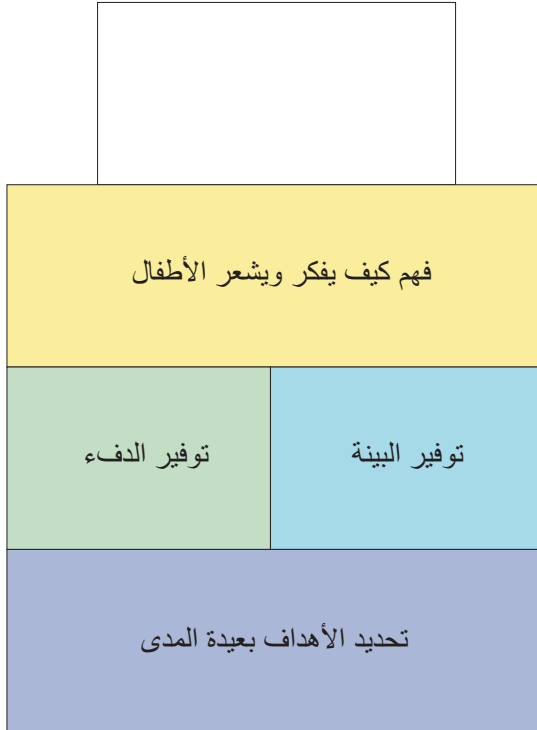 فهم كيف يفكر ويشعر الأطفال
توفير البينة
توفير الدفء
تحديد الأهداف بعيدة المدى